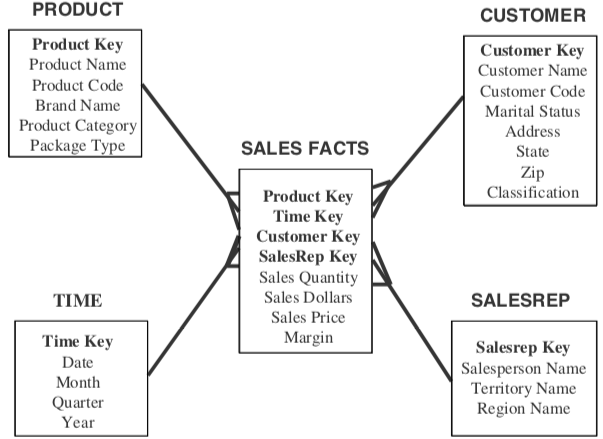 PRODUCT
Product Key
Product Name
Product Code
Brand Name
Product Category
Package Type
CUSTOMER
Customer Key
Customer Name
Customer Code
Marital Status
Address
State
Zip
Classification
SALES FACTS
Product Key
Time Key
Customer Key
SalesRep Key
Sales Quantity
Sales Dollars
Sales Price
Margin
TIME
Time Key
Date
Month
Quarter
Year
SALESREP
Salesrep Key
Salesperson Name
Territory Name
Region Name